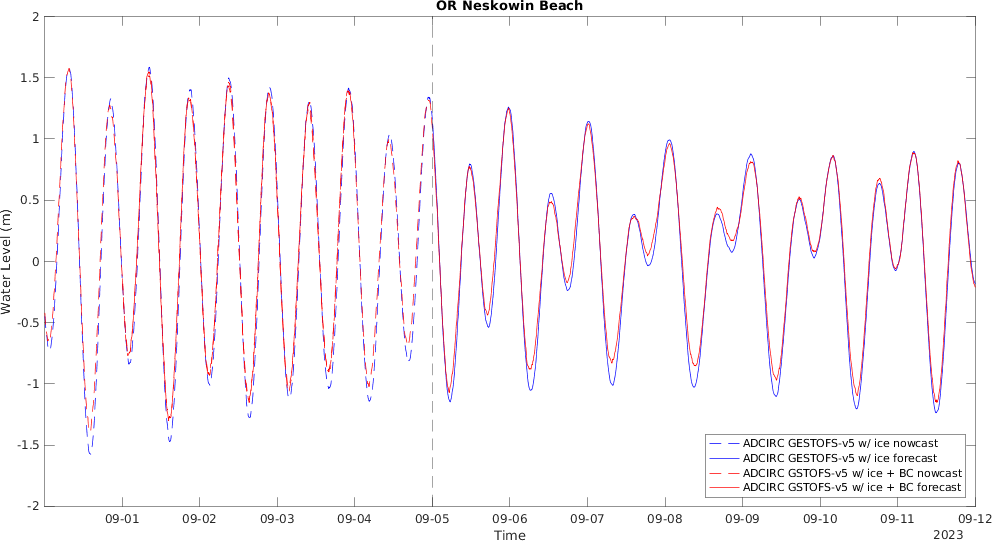 OR Neskowin Beach
2
1.5
1
0.5
0
-0.5
-1
-1.5
-2
Water Level (m)
09-01 09-02 09-03 09-04 09-05 09-06 09-07 09-08 09-09 09-10 09-11 09-12
Time
2023
ADCIRC GESTOFS-v5 w/ ice nowcast
ADCIRC GESTOFS-v5 w/ ice forecast
ADCIRC GSTOFS-v5 w/ ice + BC nowcast
ADCIRC GSTOFS-v5 w/ ice + BC forecast